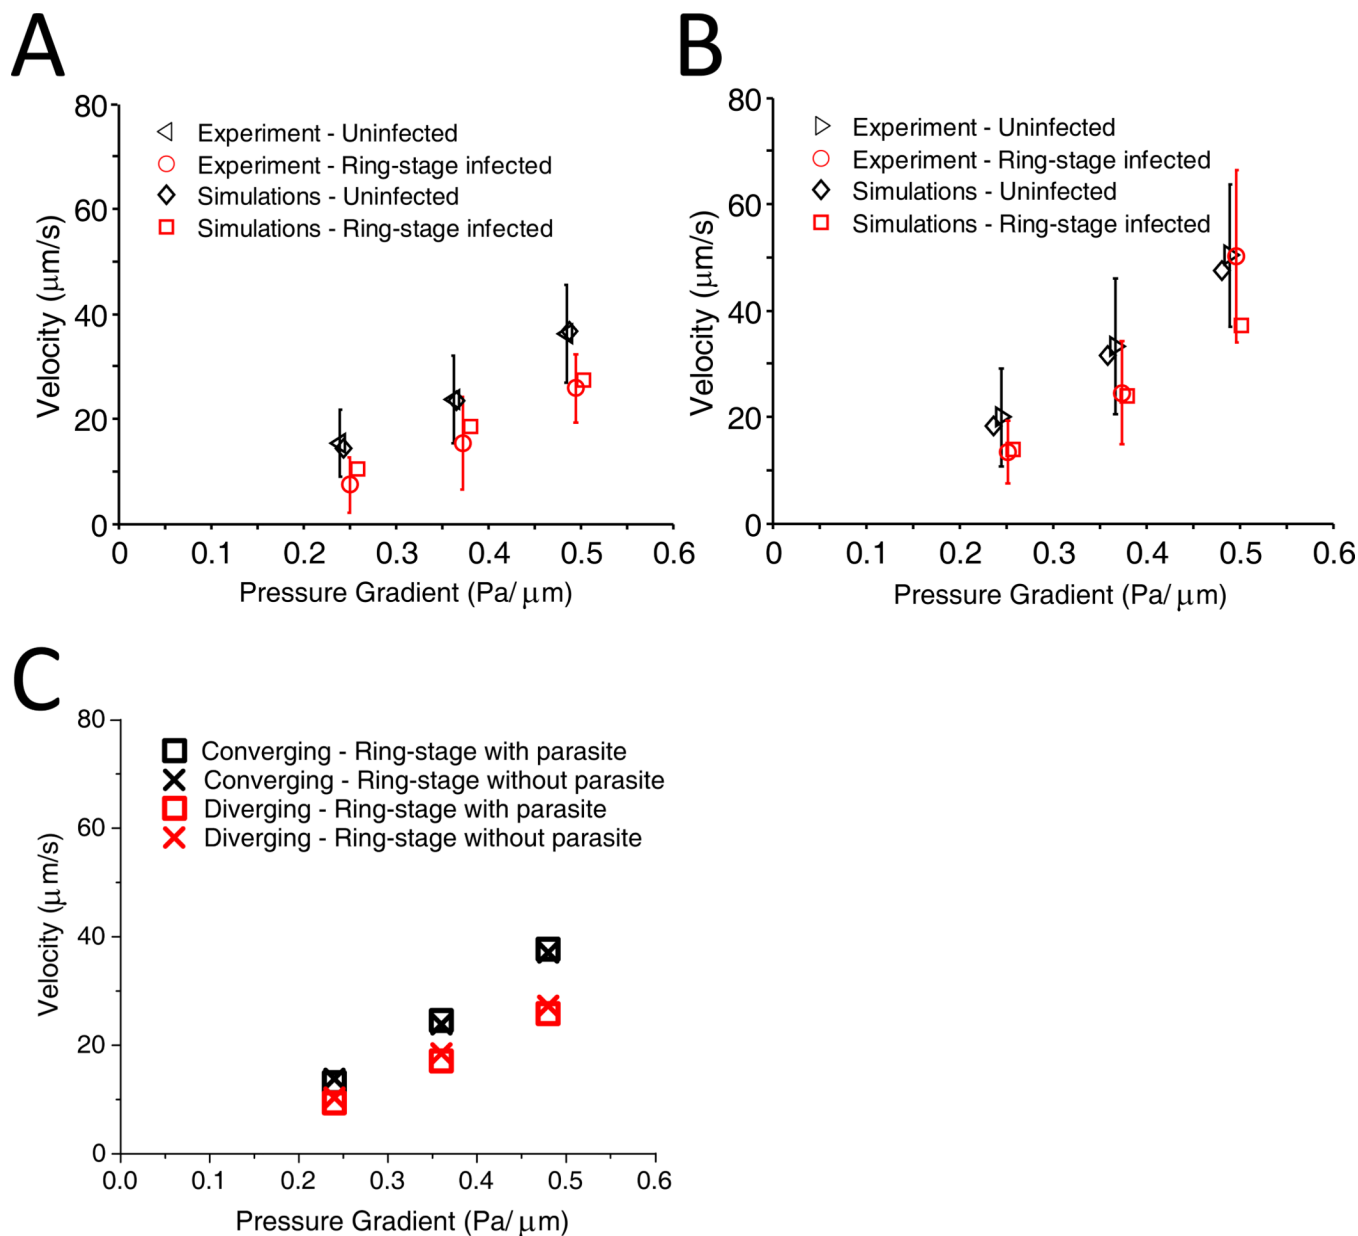 A
80
60
40
20
0
Velocity (μm/s)
Experiment - Uninfected
Experiment - Ring-stage infected
Simulations - Uninfected
Simulations - Ring-stage infected
0 0.1 0.2 0.3 0.4 0.5 0.6
Pressure Gradient (Pa/ μm)
B
80
60
40
20
0
Velocity (μm/s)
Experiment - Uninfected
Experiment - Ring-stage infected
Simulations - Uninfected
Simulations - Ring-stage infected
0 0.1 0.2 0.3 0.4 0.5 0.6
Pressure Gradient (Pa/ μm)
C
80
60
40
20
0
Velocity (μm/s)
Converging - Ring-stage with parasite
Converging - Ring-stage without parasite
Diverging - Ring-stage with parasite
Diverging - Ring-stage without parasite
0.0 0.1 0.2 0.3 0.4 0.5 0.6
Pressure Gradient (Pa/ μm)